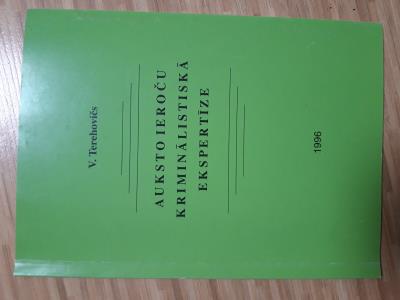 V. Terehovičs
AUKSTO IEROČU
KRIMINĀLISTISKĀ
EKSPERTĪZE
1996